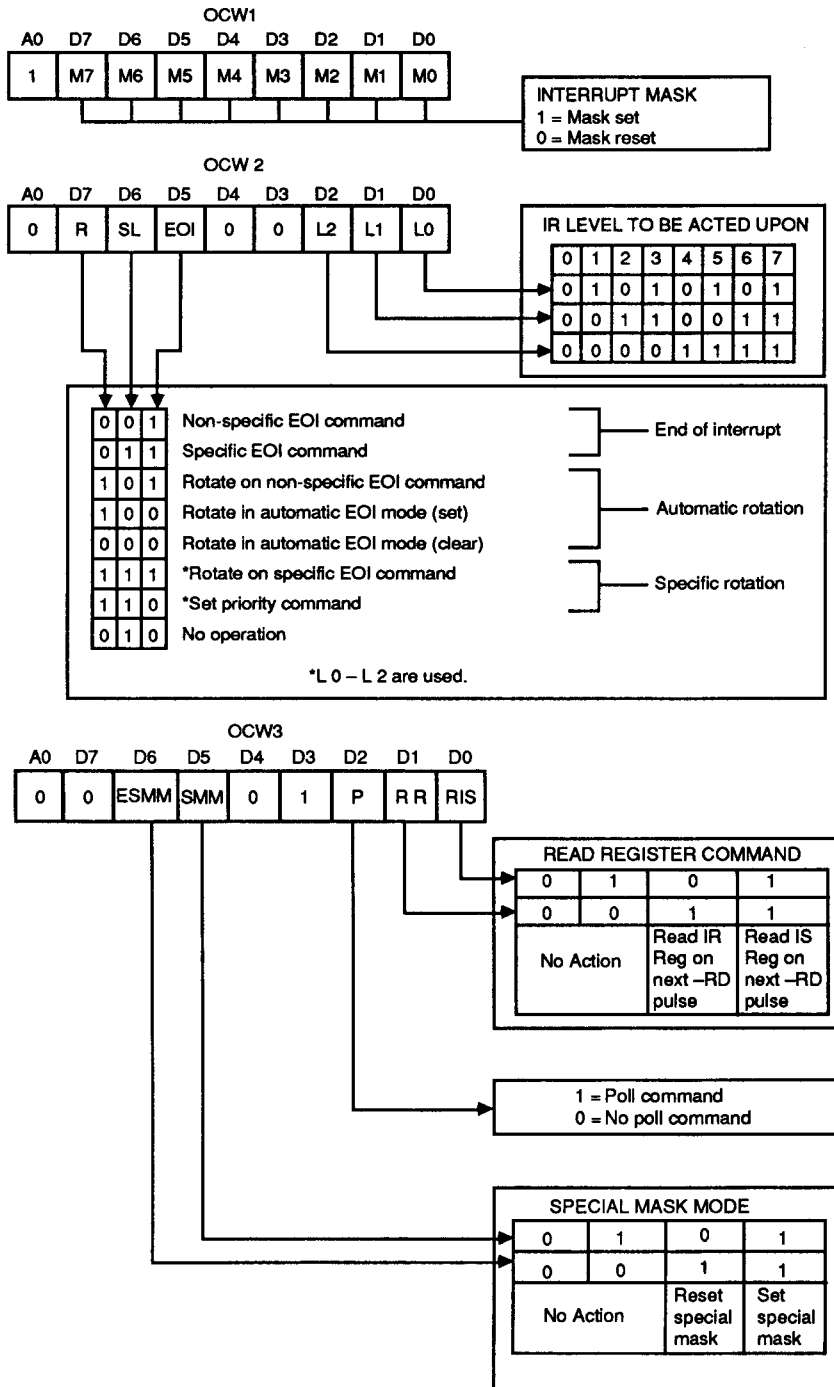 OCW1
A0 D7 D6 D5 D4 D3 D2 D1 D0
1 M7 M6 M5 M4 M3 M2 M1 M0
INTERRUPT MASK
1 = Mask set
0 = Mask reset
OCW 2
A0 D7 D6 D5 D4 D3 D2 D1 D0
0 R SL EOI 0 0 L2 L1 L0
IR LEVEL TO BE ACTED UPON
0 1 2 3 4 5 6 7
0 1 0 1 0 1 0 1
0 0 1 1 0 0 1 1
0 0 0 0 1 1 1 1
0 0 1 Non-specific EOI command
0 1 1 Specific EOI command
End of interrupt
1 0 1 Rotate on non-specific EOI command
1 0 0 Rotate in automatic EOI mode (set)
0 0 0 Rotate in automatic EOI mode (clear)
Automatic rotation
1 1 1 *Rotate on specific EOI command
1 1 0 *Set priority command
Specific rotation
0 1 0 No operation
*L 0 – L 2 are used.
OCW3
A0 D7 D6 D5 D4 D3 D2 D1 D0
0 0 ESMM SMM 0 1 P R R RIS
READ REGISTER COMMAND
0 1 0 1
0 0 1 1
No Action
Read IR
Reg on
next –RD
pulse
Read IS
Reg on
next –RD
pulse
1 = Poll command
0 = No poll command
SPECIAL MASK MODE
0 1 0 1
0 0 1 1
No Action
Reset
special
mask
Set
special
mask